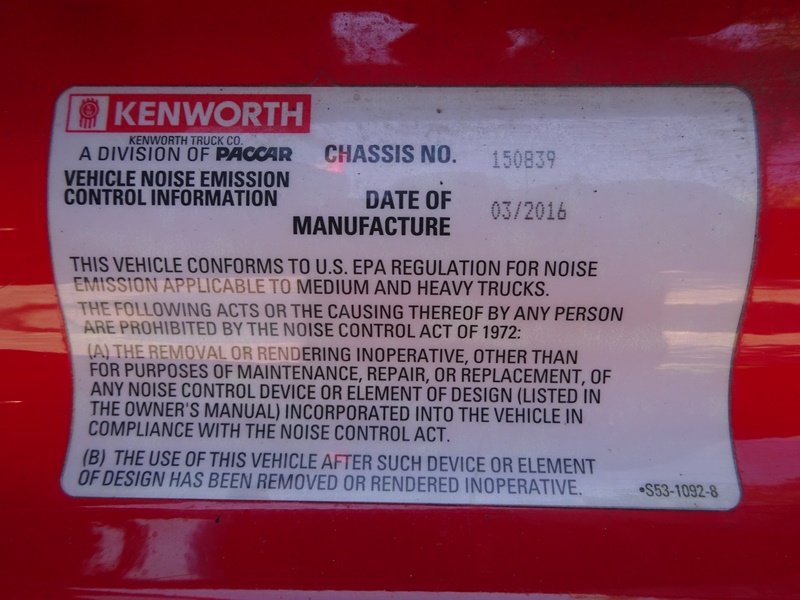 KENWORTH
KENWORTH TRUCK CO.
A DIVISION OF PACCAR
CHASSIS NO. 150839
VEHICLE NOISE EMISSION
CONTROL INFORMATION
DATE OF
MANUFACTURE 03/2016
THIS VEHICLE CONFORMS TO U.S. EPA REGULATION FOR NOISE
EMISSION APPLICABLE TO MEDIUM AND HEAVY TRUCKS.
THE FOLLOWING ACTS OR THE CAUSING THEREOF BY ANY PERSON
ARE PROHIBITED BY THE NOISE CONTROL ACT OF 1972:
(A) THE REMOVAL OR RENDERING INOPERATIVE, OTHER THAN
FOR PURPOSES OF MAINTENANCE, REPAIR, OR REPLACEMENT, OF
ANY NOISE CONTROL DEVICE OR ELEMENT OF DESIGN (LISTED IN
THE OWNER'S MANUAL) INCORPORATED INTO THE VEHICLE IN
COMPLIANCE WITH THE NOISE CONTROL ACT.
(B) THE USE OF THIS VEHICLE AFTER SUCH DEVICE OR ELEMENT
OF DESIGN HAS BEEN REMOVED OR RENDERED INOPERATIVE.
•S53-1092-8